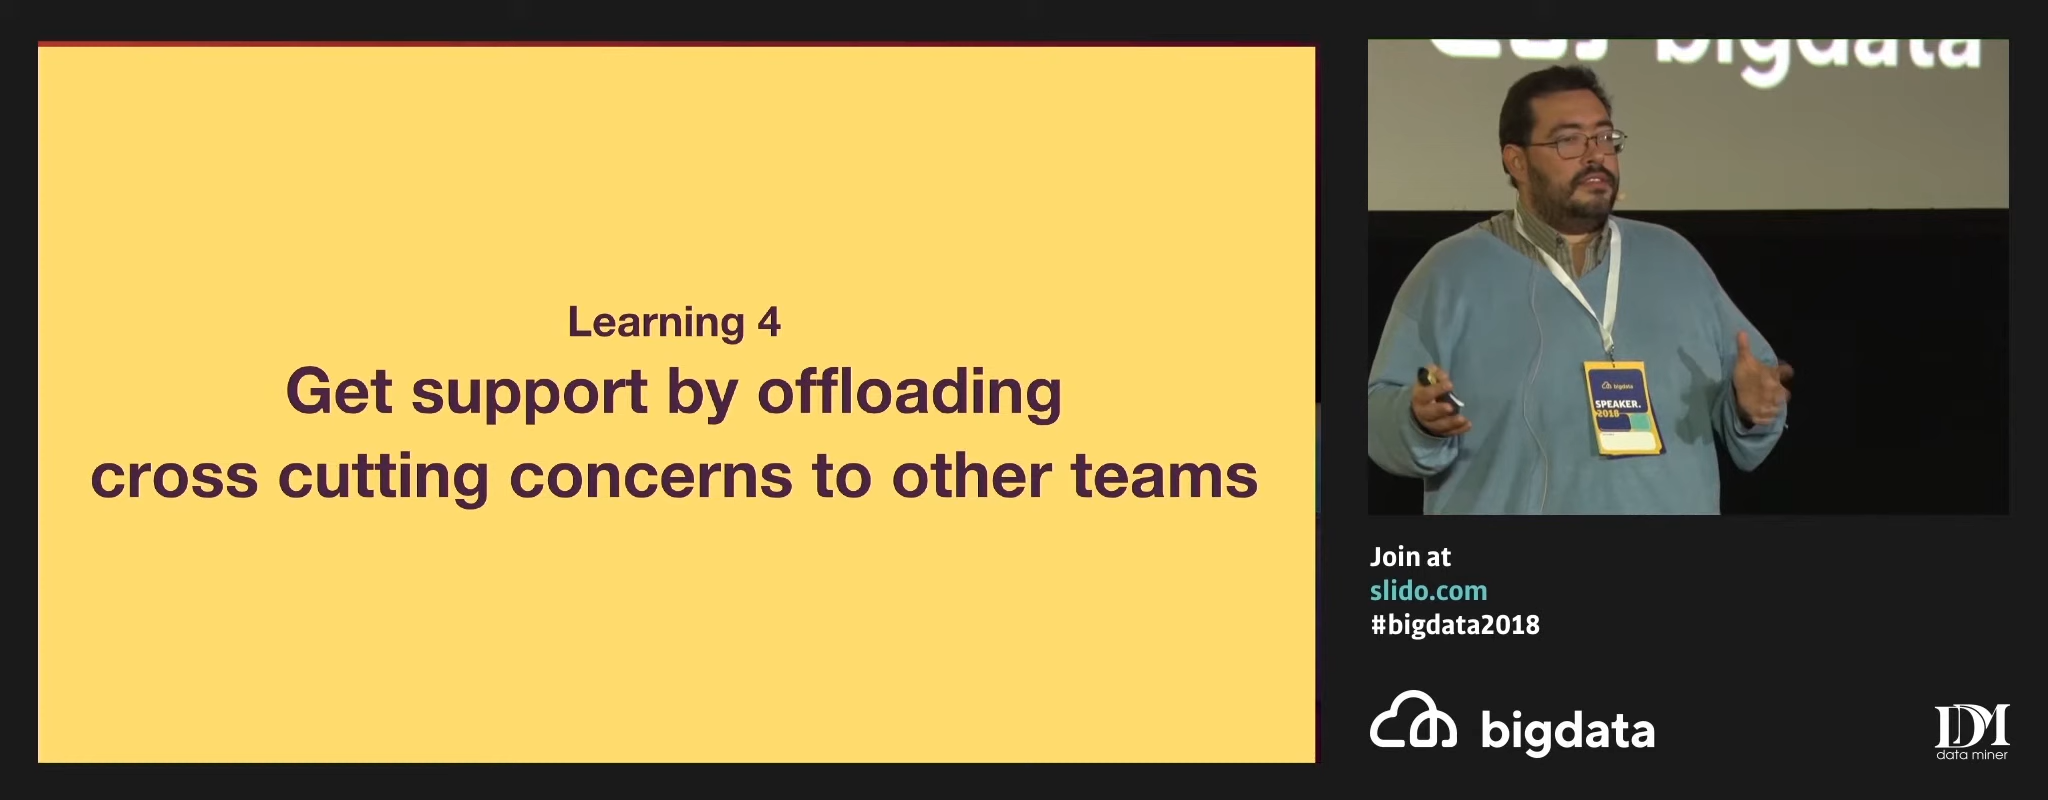 Learning 4
Get support by offloading
cross cutting concerns to other teams
bigdata
bigdata
SPEAKER.
2018
Join at
slido.com
#bigdata2018
bigdata
DM
data miner